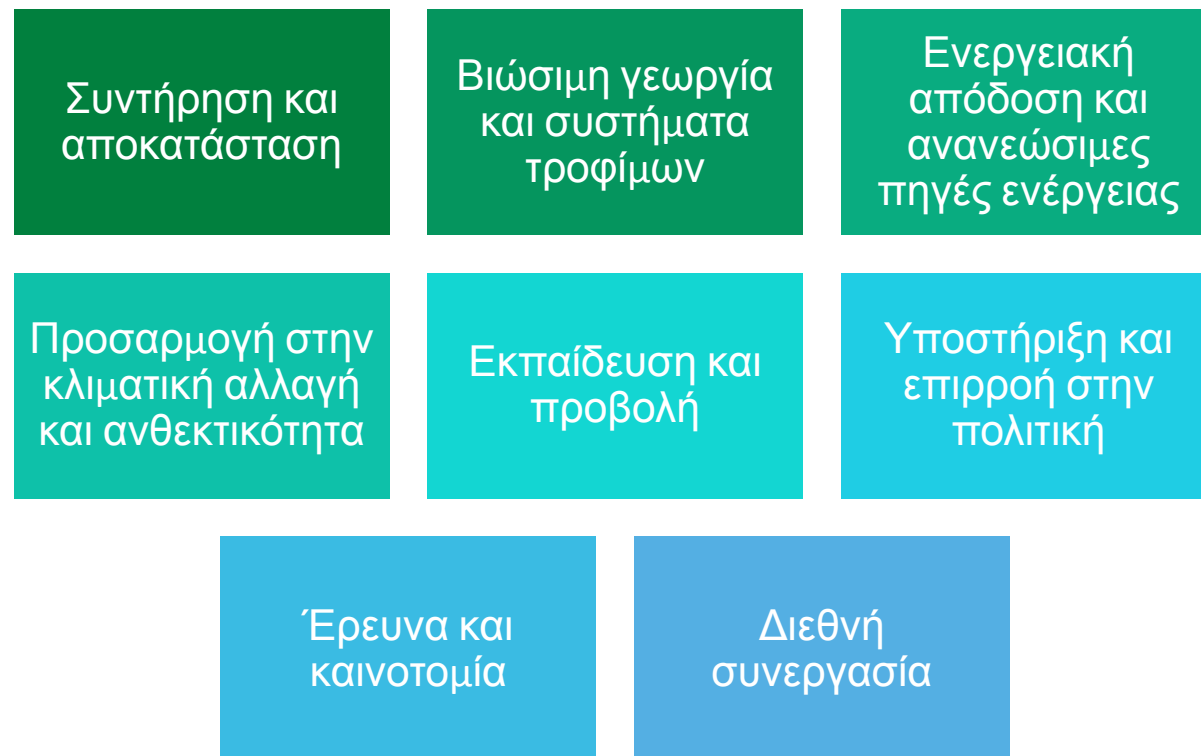 Συντήρηση και
αποκατάσταση
Βιώσιμη γεωργία
και συστήματα
τροφίμων
Ενεργειακή
απόδοση και
ανανεώσιμες
πηγές ενέργειας
Προσαρμογή στην
κλιματική αλλαγή
και ανθεκτικότητα
Εκπαίδευση και
προβολή
Υποστήριξη και
επιρροή στην
πολιτική
Έρευνα και
καινοτομία
Διεθνή
συνεργασία